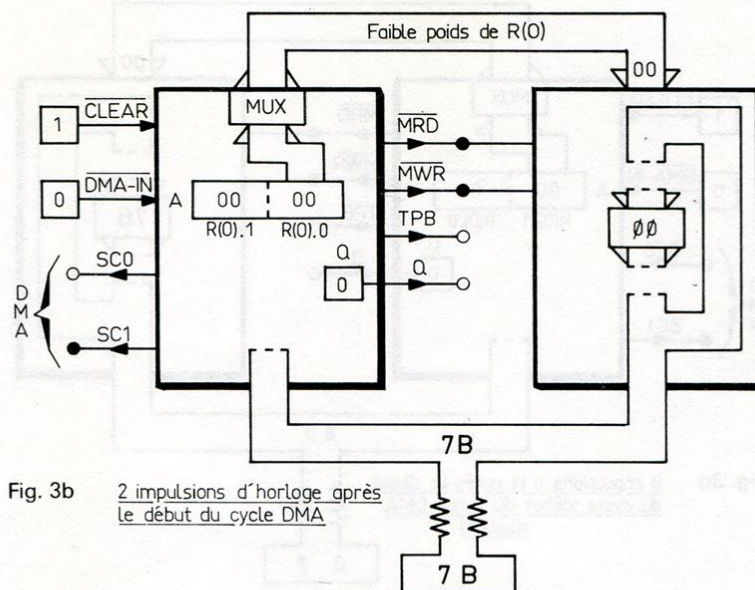 Faible poids de R(0)
00
MUX
1
CLEAR
MRD
0
DMA-IN
MWR
A
00
00
R(0).1
R(0).0
TPB
ØØ
Q
0
Q
SC0
DMA
SC1
7B
Fig. 3b
2 impulsions d'horloge après
le début du cycle DMA
7 B